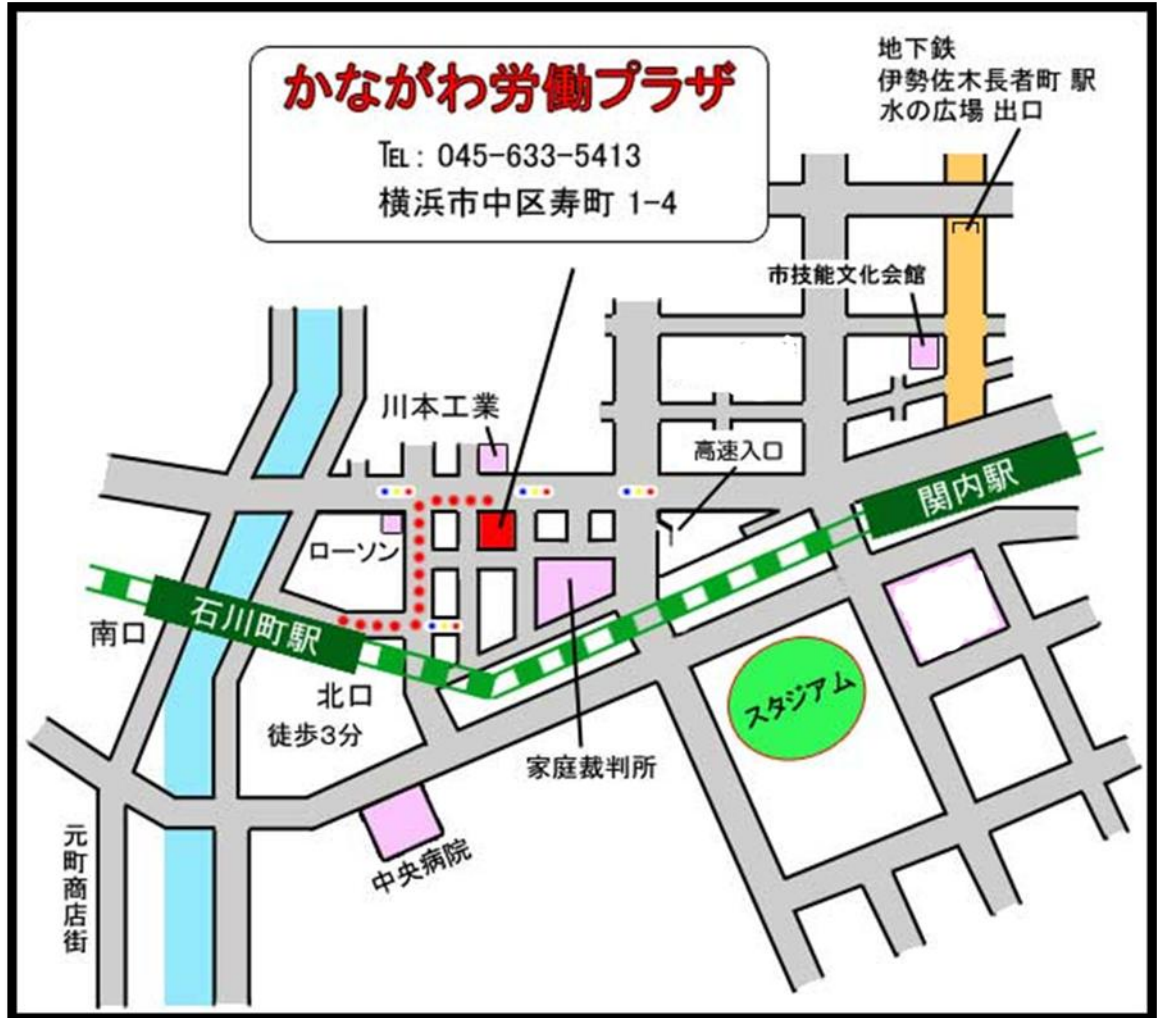 かながわ労働プラザ
℡: 045-633-5413
横浜市中区寿町 1-4
地下鉄
伊勢佐木長者町 駅
水の広場 出口
市技能文化会館
川本工業
高速入口
関内駅
ローソン
石川町駅
南口
北口
徒歩3分
スタジアム
家庭裁判所
中央病院
元町商店街